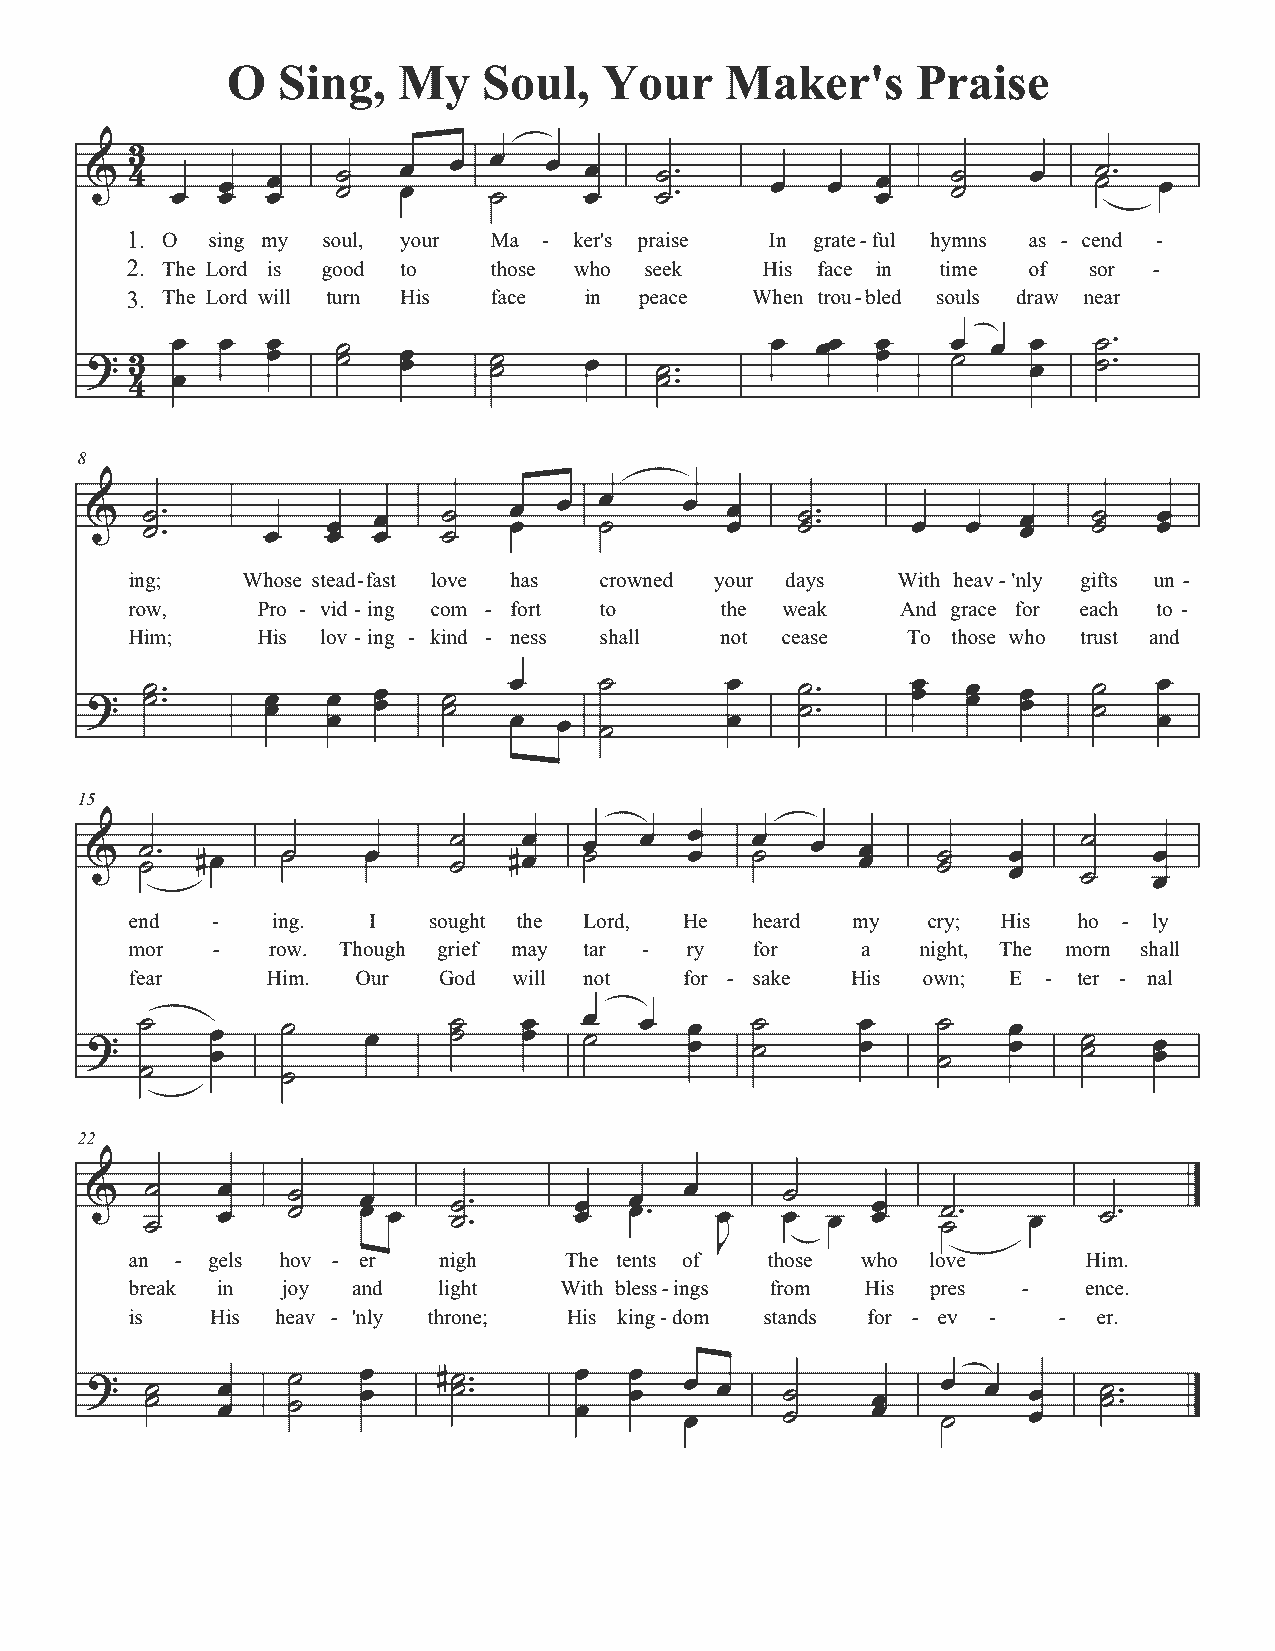 O Sing, My Soul, Your Maker's Praise
3
4
1. O sing my soul, your Ma - ker's praise In grate - ful hymns as - cend -
2. The Lord is good to those who seek His face in time of sor -
3. The Lord will turn His face in peace When trou - bled souls draw near
3
4
8
ing; Whose stead - fast love has crowned your days With heav - 'nly gifts un -
row, Pro - vid - ing com - fort to the weak And grace for each to -
Him; His lov - ing - kind - ness shall not cease To those who trust and
15
end - ing. I sought the Lord, He heard my cry; His ho - ly
mor - row. Though grief may tar - ry for a night, The morn shall
fear Him. Our God will not for - sake His own; E - ter - nal
22
an - gels hov - er nigh The tents of those who love Him.
break in joy and light With bless - ings from His pres - ence.
is His heav - 'nly throne; His king - dom stands for - ev - - er.